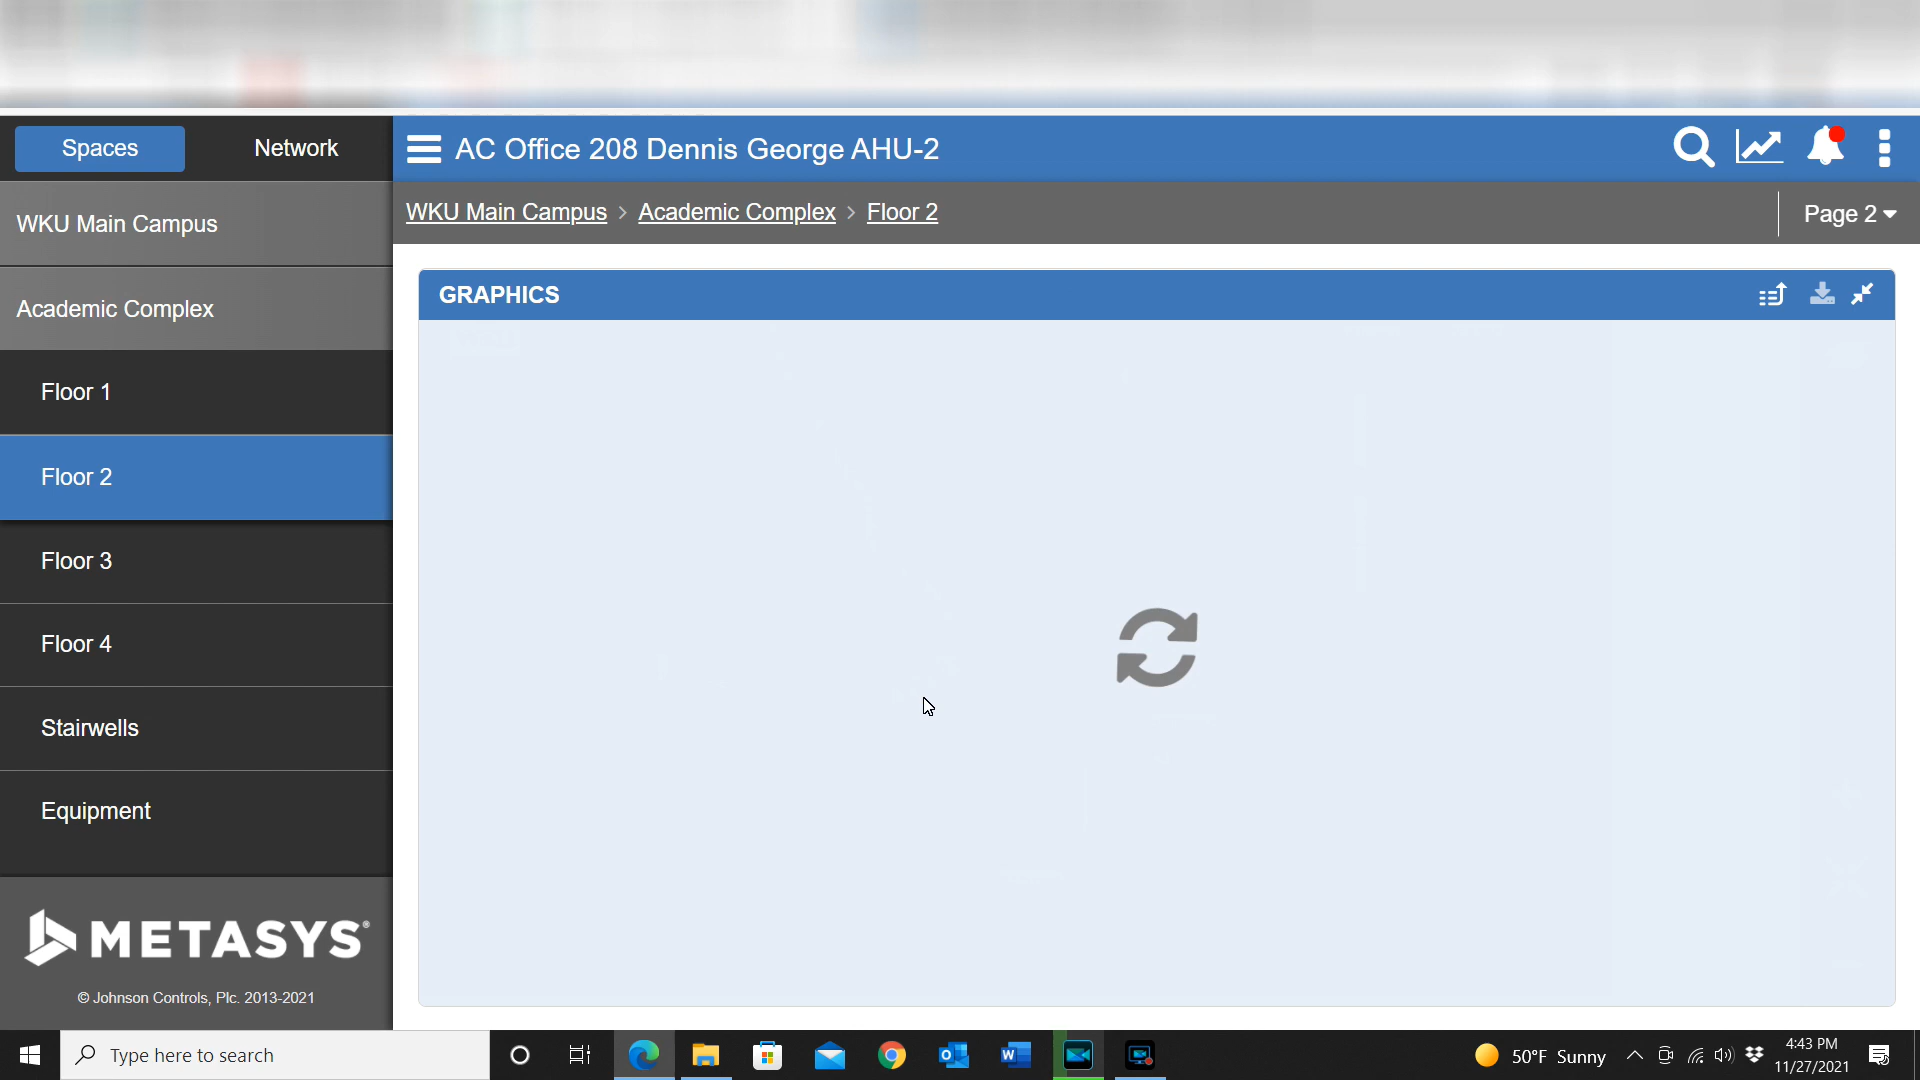 Spaces
Network
AC Office 208 Dennis George AHU-2
WKU Main Campus
WKU Main Campus > Academic Complex > Floor 2
Page 2
Academic Complex
GRAPHICS
Floor 1
Floor 2
Floor 3
Floor 4
Stairwells
Equipment
METASYS®
© Johnson Controls, Plc. 2013-2021
Type here to search
50°F Sunny
4:43 PM
11/27/2021